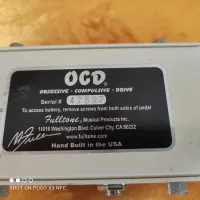 OCD
OBSESSIVE - COMPULSIVE - DRIVE
Serial #
To access battery, remove screws from both sides of pedal
Fulltone, Musical Products Inc.
11018 Washington Blvd. Culver City, CA 90232
www.fulltone.com
Hand Built in the USA
SHOT ON POCO X3 NFC